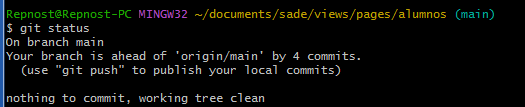 Repnost@Repnost-PC MINGW32 ~/documents/sade/views/pages/alumnos (main)
$ git status
On branch main
Your branch is ahead of 'origin/main' by 4 commits.
  (use "git push" to publish your local commits)

nothing to commit, working tree clean